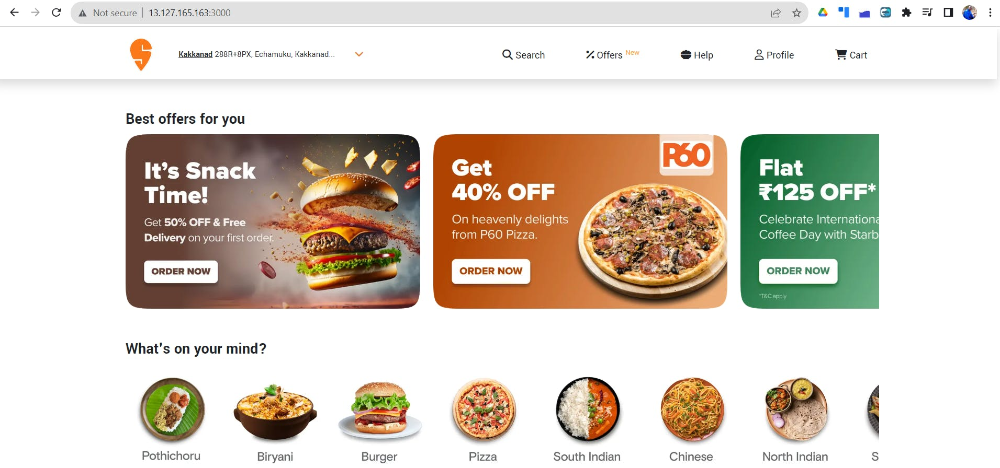 Not secure 13.127.165.163:3000
Kakkanad 288R+8PX, Echamuku, Kakkanad...
Search
Offers New
Help
Profile
Cart
Best offers for you
It's Snack
Time!
Get 50% OFF & Free
Delivery on your first order.
ORDER NOW
P60
Get
40% OFF
On heavenly delights
from P60 Pizza.
ORDER NOW
Flat
₹125 OFF*
Celebrate Internationa
Coffee Day with Starb
ORDER NOW
*T&C apply
What's on your mind?
Pothichoru
Biryani
Burger
Pizza
South Indian
Chinese
North Indian
S